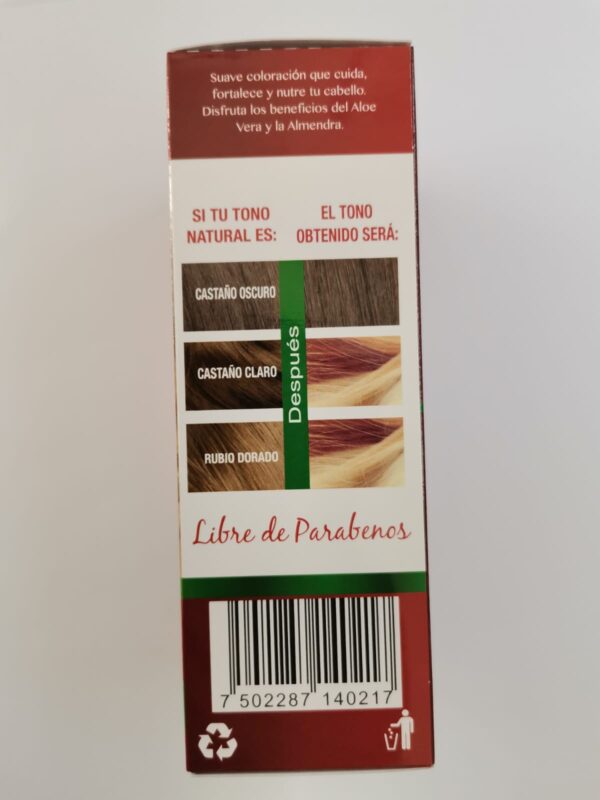 Suave coloración que cuida,
fortalece y nutre tu cabello.
Disfruta los beneficios del Aloe
Vera y la Almendra.
SI TU TONO
NATURAL ES:
EL TONO
OBTENIDO SERÁ:
CASTAÑO OSCURO
CASTAÑO CLARO
RUBIO DORADO
Después
Libre de Parabenos
7 502287 140217